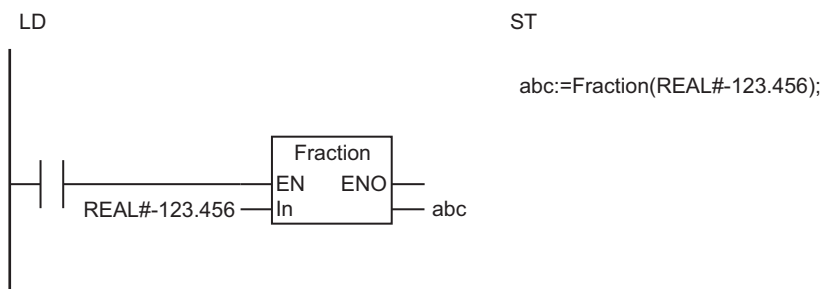 LD
ST
abc:=Fraction(REAL#-123.456);
Fraction
EN ENO
REAL#-123.456 In abc